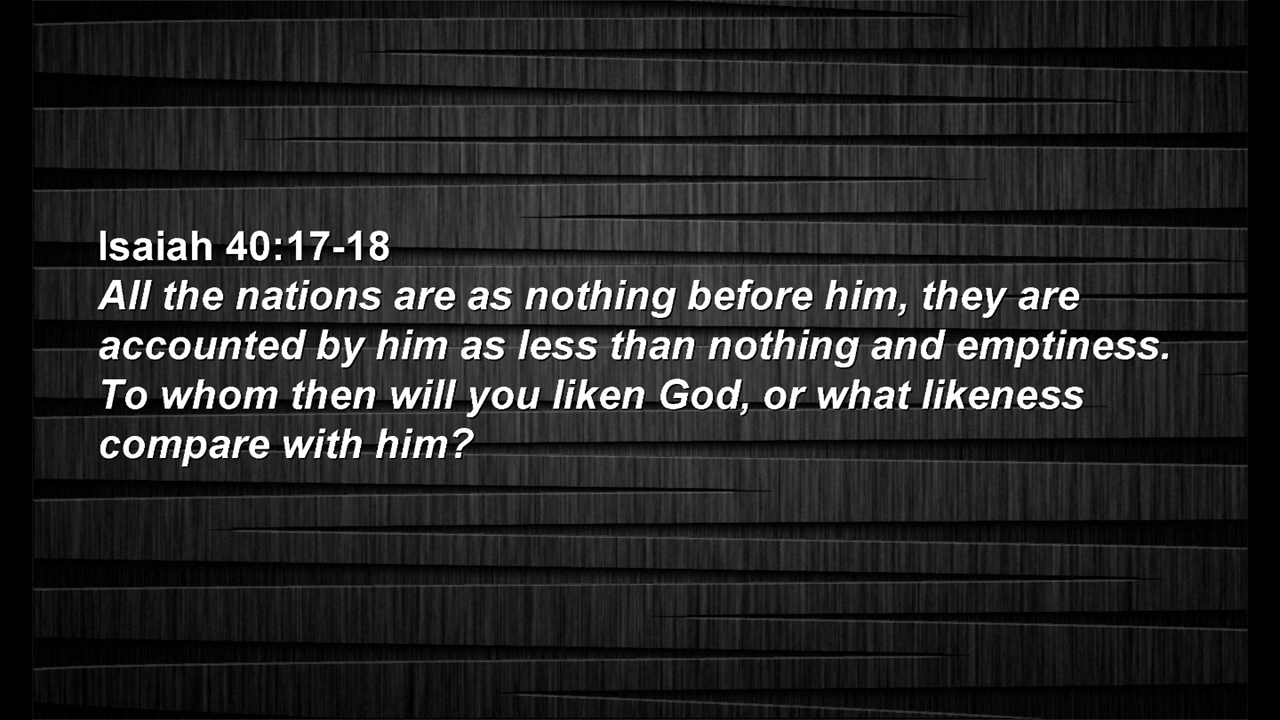 Isaiah 40:17-18
All the nations are as nothing before him, they are
accounted by him as less than nothing and emptiness.
To whom then will you liken God, or what likeness
compare with him?